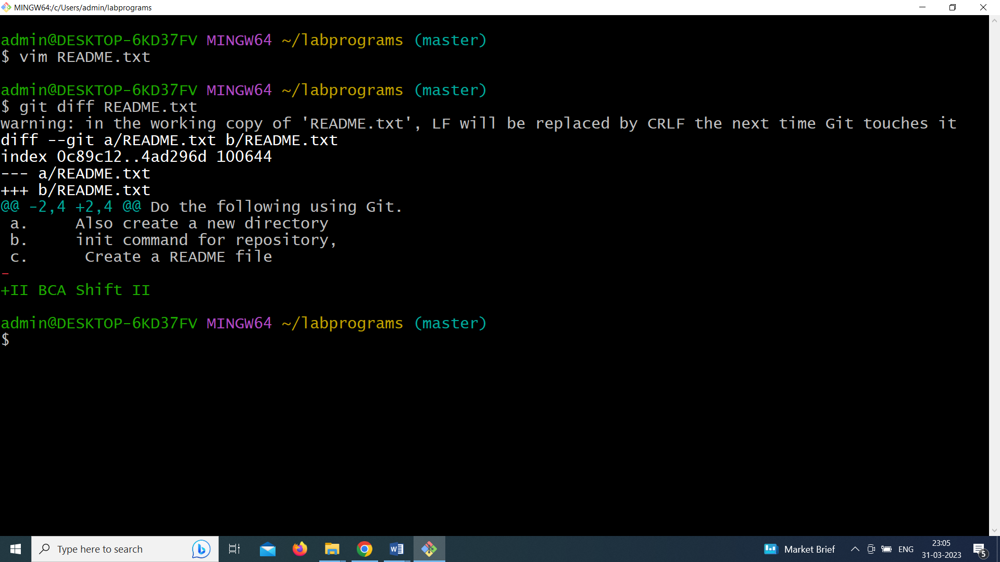 MINGW64:/c/Users/admin/labprograms
admin@DESKTOP-6KD37FV MINGW64 ~/labprograms (master)
$ vim README.txt
admin@DESKTOP-6KD37FV MINGW64 ~/labprograms (master)
$ git diff README.txt
warning: in the working copy of 'README.txt', LF will be replaced by CRLF the next time Git touches it
diff --git a/README.txt b/README.txt
index 0c89c12..4ad296d 100644
--- a/README.txt
+++ b/README.txt
@@ -2,4 +2,4 @@ Do the following using Git.
 a.     Also create a new directory
 b.     init command for repository,
 c.      Create a README file
-
+II BCA Shift II
admin@DESKTOP-6KD37FV MINGW64 ~/labprograms (master)
$
Type here to search
Market Brief
ENG
23:05
31-03-2023
5